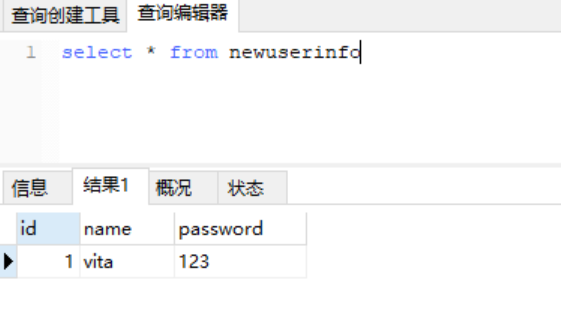 查询创建工具 查询编辑器
1 select * from newuserinfo
信息 结果1 概况 状态
id name password
1 vita 123